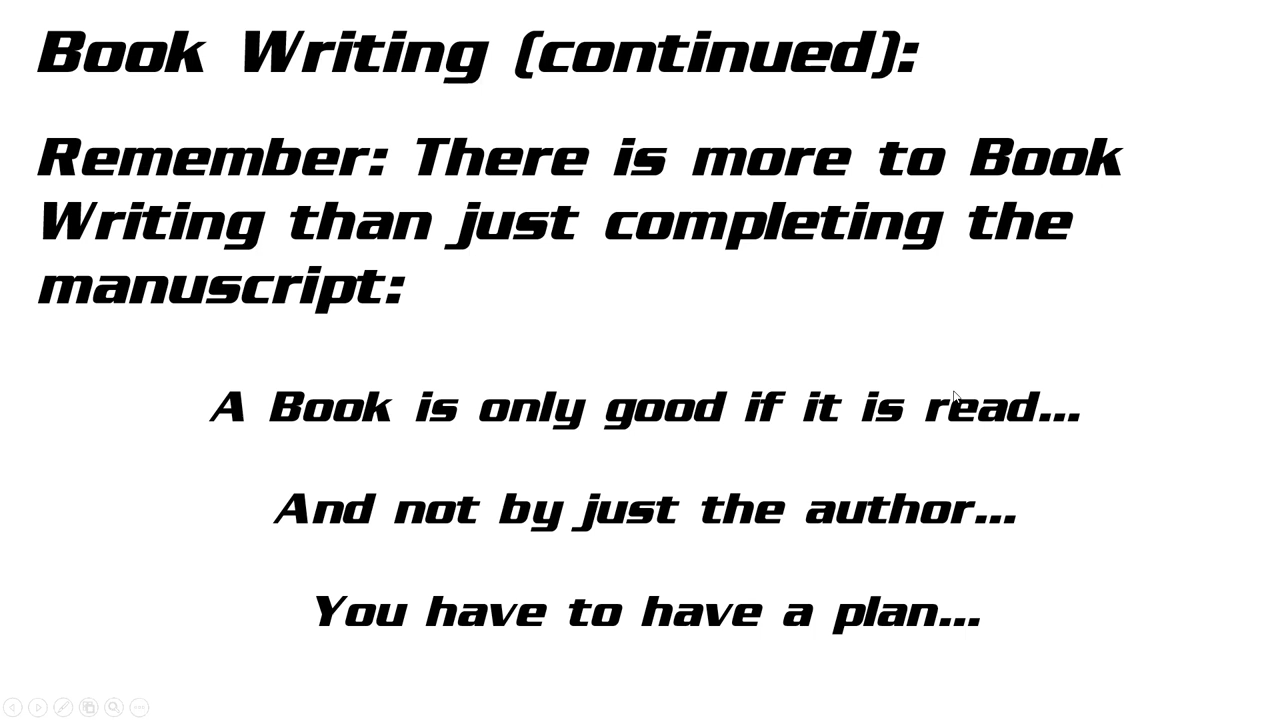 Book Writing (continued):
Remember: There is more to Book
Writing than just completing the
manuscript:
A Book is only good if it is read...
And not by just the author...
You have to have a plan...